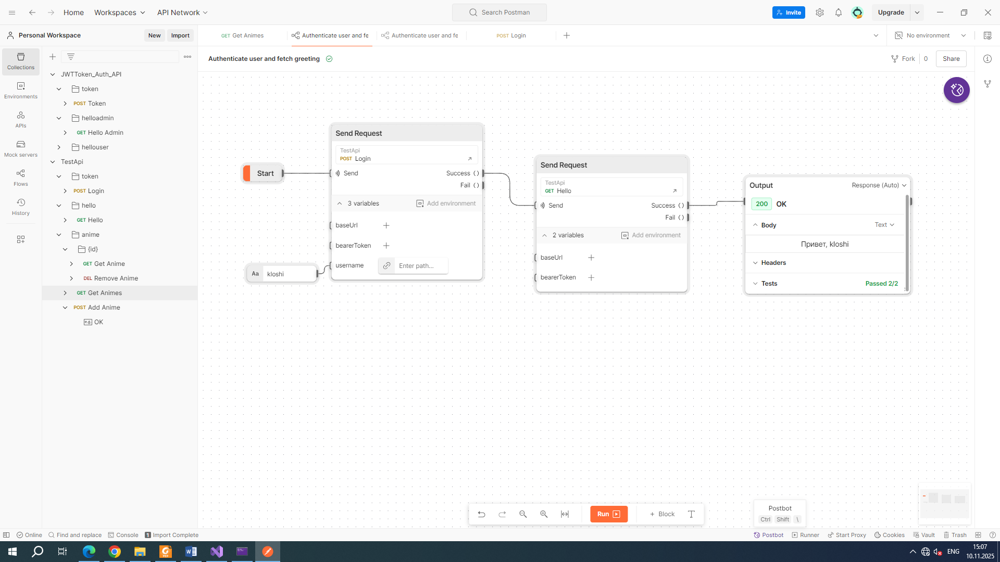 Home
Workspaces
API Network
Search Postman
Invite
Upgrade
Personal Workspace
New
Import
GET Get Animes
Authenticate user and fe
Authenticate user and fe
POST Login
No environment
Collections
Environments
APIs
Mock servers
Flows
History
JWTToken_Auth_API
token
POST Token
helloadmin
GET Hello Admin
hellouser
TestApi
token
POST Login
hello
GET Hello
anime
{id}
GET Get Anime
DEL Remove Anime
GET Get Animes
POST Add Anime
e.g. OK
Authenticate user and fetch greeting
Fork 0
Share
Start
Aa kloshi
Send Request
TestApi
POST Login
Send
Success ()
Fail ()
3 variables
Add environment
baseUrl
bearerToken
username
Enter path...
Send Request
TestApi
GET Hello
Send
Success ()
Fail ()
2 variables
Add environment
baseUrl
bearerToken
Output
Response (Auto)
200 OK
Body
Text
Привет, kloshi
Headers
Tests
Passed 2/2
Run
+ Block
Postbot
Ctrl Shift \
Online
Find and replace
Console
1 Import Complete
Postbot
Runner
Start Proxy
Cookies
Vault
Trash
ENG
15:07
10.11.2025